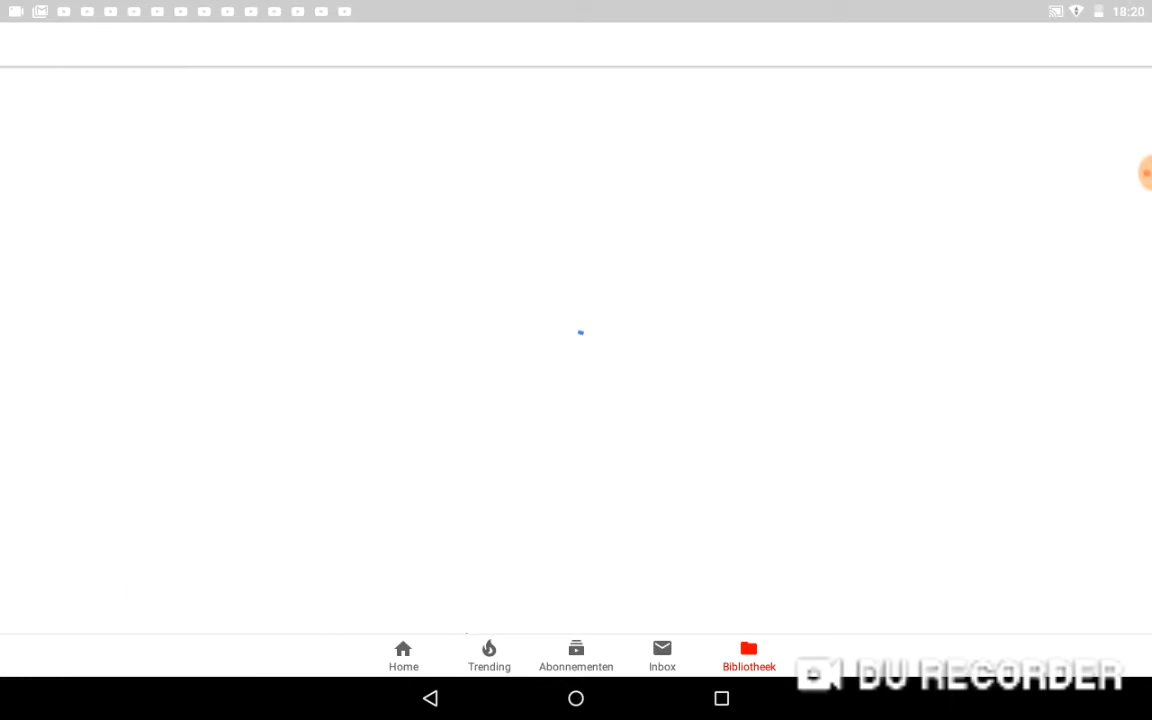 18:20
Home
Trending
Abonnementen
Inbox
Bibliotheek
DU RECORDER